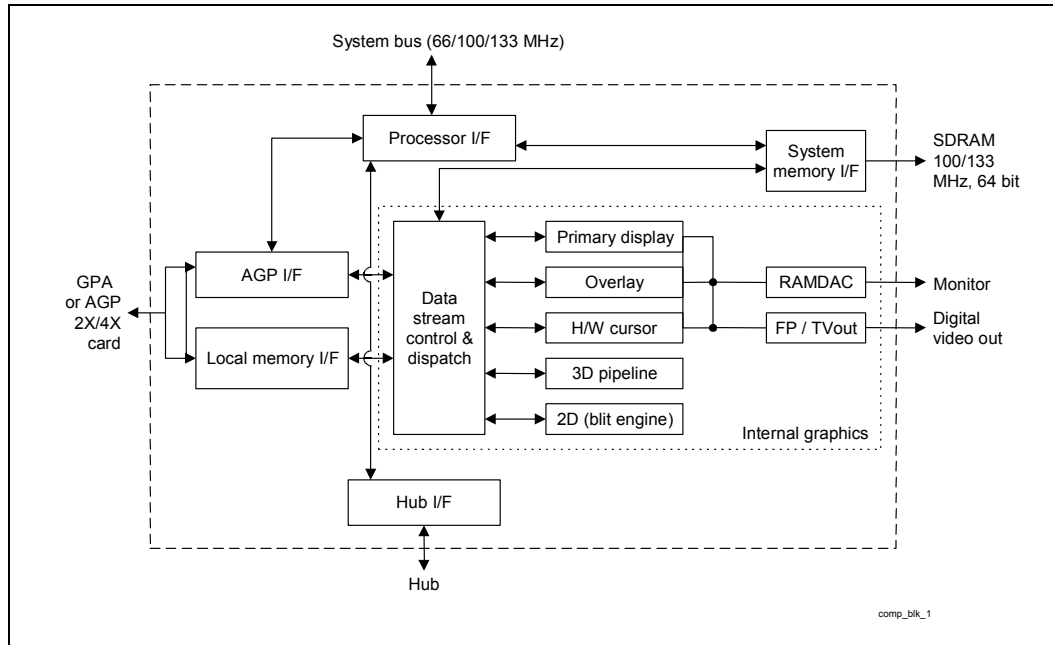 System bus (66/100/133 MHz)
Processor I/F
System
memory I/F
SDRAM
100/133
MHz, 64 bit
AGP I/F
GPA
or AGP
2X/4X
card
Local memory I/F
Data
stream
control &
dispatch
Primary display
Overlay
H/W cursor
3D pipeline
2D (blit engine)
RAMDAC
FP / TVout
Monitor
Digital
video out
Internal graphics
Hub I/F
Hub
comp_blk_1